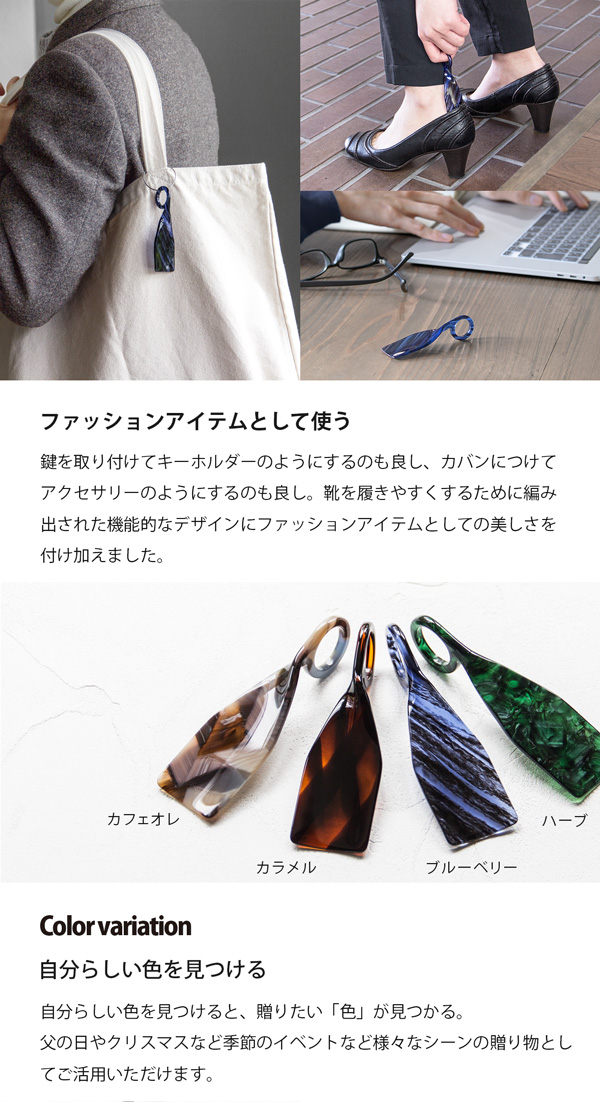 ファッションアイテムとして使う
鍵を取り付けてキーホルダーのようにするのも良し、カバンにつけて
アクセサリーのようにするのも良し。靴を履きやすくするために編み
出された機能的なデザインにファッションアイテムとしての美しさを
付け加えました。
カフェオレ
カラメル
ブルーベリー
ハーブ
Color variation
自分らしい色を見つける
自分らしい色を見つけると、贈りたい「色」が見つかる。
父の日やクリスマスなど季節のイベントなど様々なシーンの贈り物とし
てご活用いただけます。